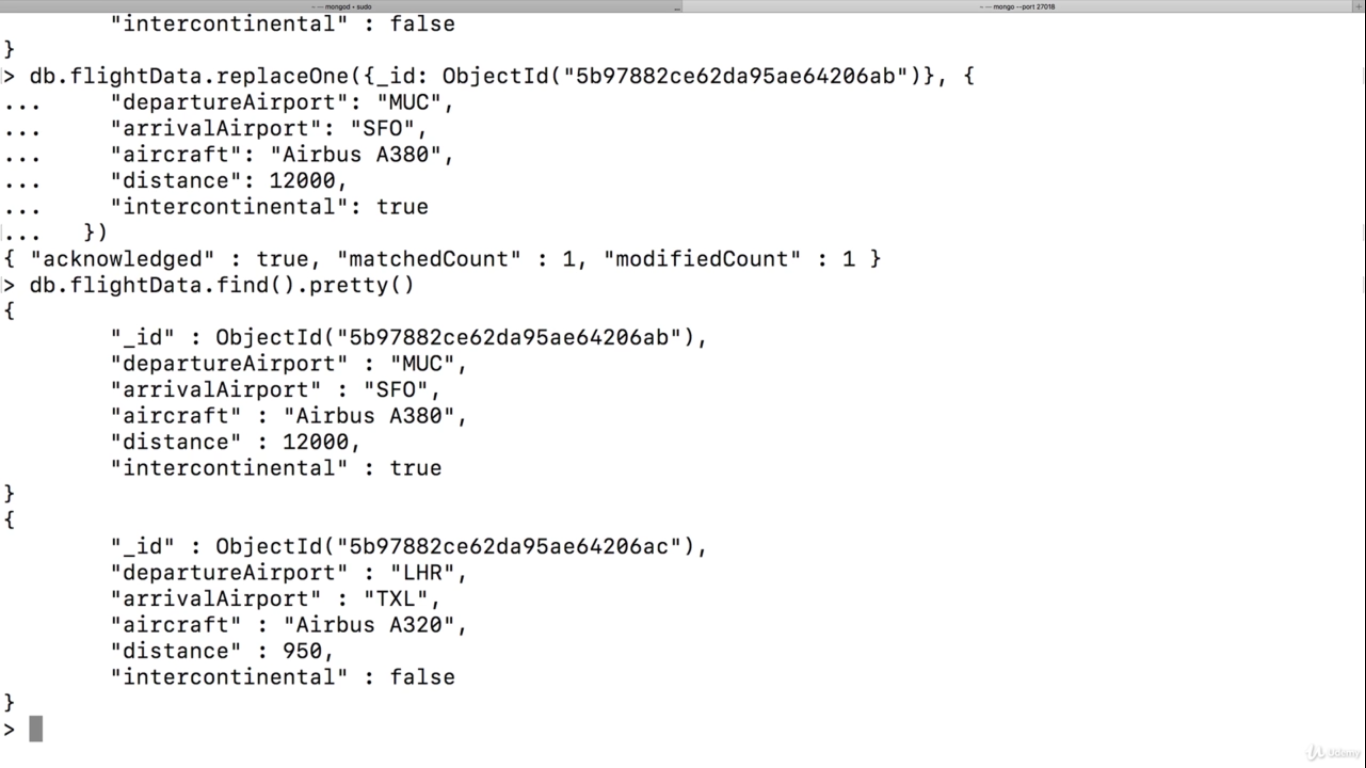 ~ — mongod ‹ sudo
~ — mongo --port 27018
"intercontinental" : false
}
> db.flightData.replaceOne({_id: ObjectId("5b97882ce62da95ae64206ab")}, {
... "departureAirport": "MUC",
... "arrivalAirport": "SFO",
... "aircraft": "Airbus A380",
... "distance": 12000,
... "intercontinental": true
... })
{ "acknowledged" : true, "matchedCount" : 1, "modifiedCount" : 1 }
> db.flightData.find().pretty()
{
"_id" : ObjectId("5b97882ce62da95ae64206ab"),
"departureAirport" : "MUC",
"arrivalAirport" : "SFO",
"aircraft" : "Airbus A380",
"distance" : 12000,
"intercontinental" : true
}
{
"_id" : ObjectId("5b97882ce62da95ae64206ac"),
"departureAirport" : "LHR",
"arrivalAirport" : "TXL",
"aircraft" : "Airbus A320",
"distance" : 950,
"intercontinental" : false
}
>
Udemy